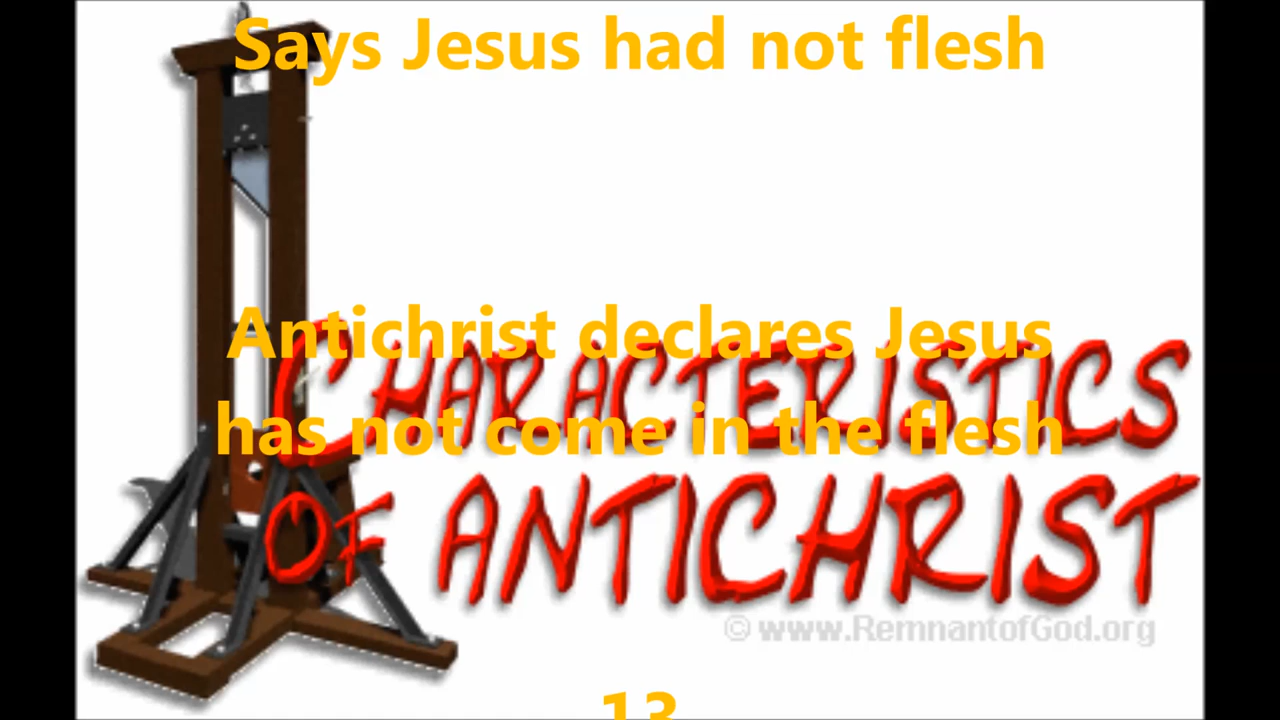 Says Jesus had not flesh
Antichrist declares Jesus
CHARACTERISTICS
has not come in the flesh
OF ANTICHRIST
© www.RemnantofGod.org
13